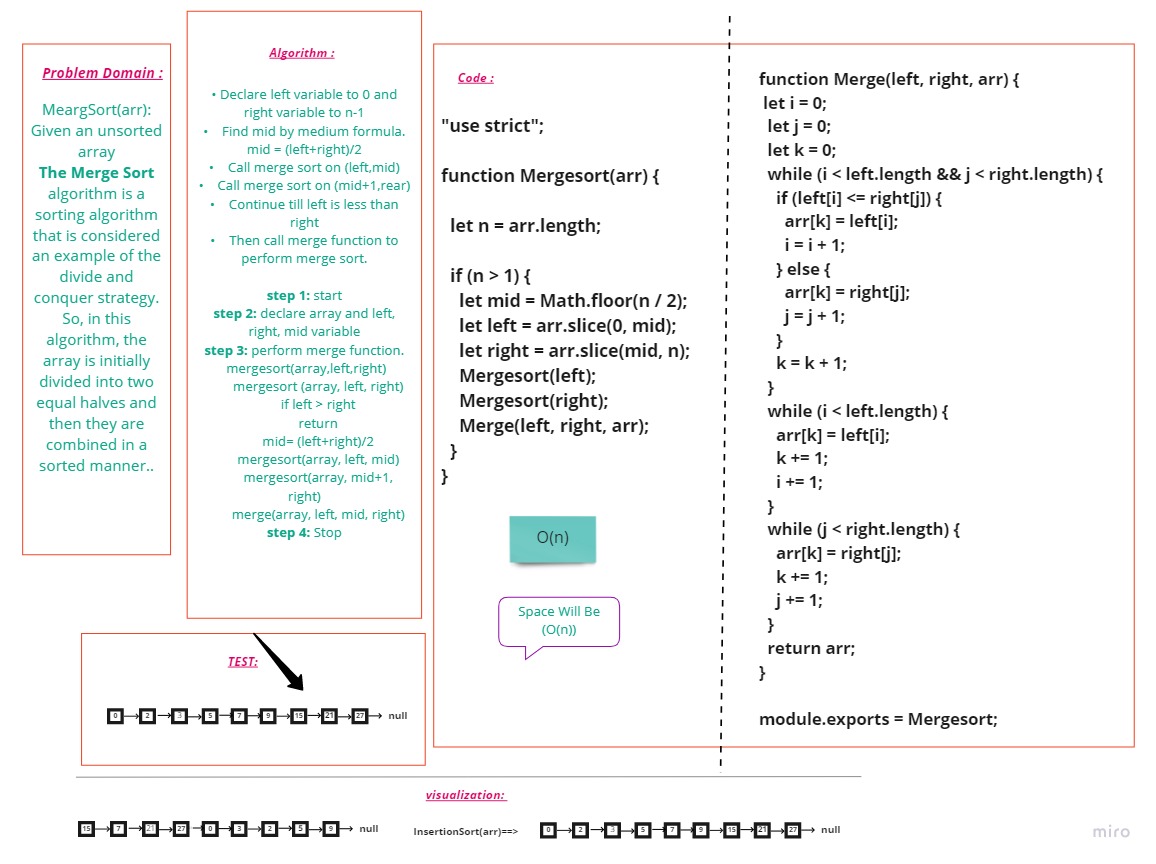 Problem Domain :
MeargSort(arr):
Given an unsorted
array
The Merge Sort
algorithm is a
sorting algorithm
that is considered
an example of the
divide and
conquer strategy.
So, in this
algorithm, the
array is initially
divided into two
equal halves and
then they are
combined in a
sorted manner..
Algorithm :
• Declare left variable to 0 and
right variable to n-1
• Find mid by medium formula.
mid = (left+right)/2
• Call merge sort on (left,mid)
• Call merge sort on (mid+1,rear)
• Continue till left is less than
right
• Then call merge function to
perform merge sort.
step 1: start
step 2: declare array and left,
right, mid variable
step 3: perform merge function.
mergesort(array,left,right)
mergesort (array, left, right)
if left > right
return
mid= (left+right)/2
mergesort(array, left, mid)
mergesort(array, mid+1,
right)
merge(array, left, mid, right)
step 4: Stop
Code :
"use strict";
function Mergesort(arr) {
let n = arr.length;
if (n > 1) {
let mid = Math.floor(n / 2);
let left = arr.slice(0, mid);
let right = arr.slice(mid, n);
Mergesort(left);
Mergesort(right);
Merge(left, right, arr);
}
}
O(n)
Space Will Be
(O(n))
function Merge(left, right, arr) {
let i = 0;
let j = 0;
let k = 0;
while (i < left.length && j < right.length) {
if (left[i] <= right[j]) {
arr[k] = left[i];
i = i + 1;
} else {
arr[k] = right[j];
j = j + 1;
}
k = k + 1;
}
while (i < left.length) {
arr[k] = left[i];
k += 1;
i += 1;
}
while (j < right.length) {
arr[k] = right[j];
k += 1;
j += 1;
}
return arr;
}
module.exports = Mergesort;
TEST:
0 2 3 5 7 9 15 21 27 null
visualization:
15 7 21 27 0 3 2 5 9 null
InsertionSort(arr)==>
0 2 3 5 7 9 15 21 27 null
miro